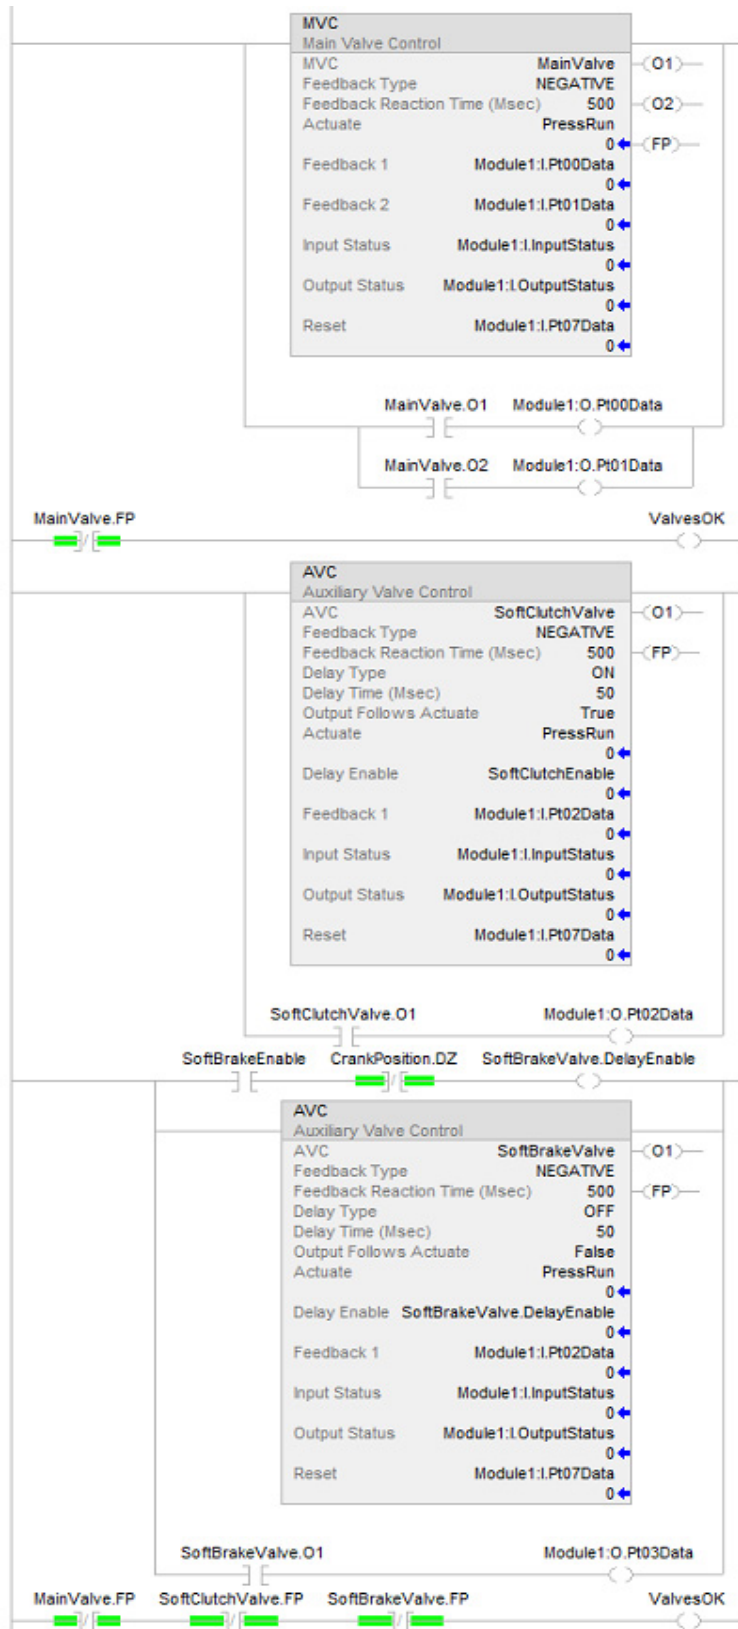 MVC
Main Valve Control
MVC MainValve (O1)
Feedback Type NEGATIVE
Feedback Reaction Time (Msec) 500 (O2)
Actuate PressRun
0 (FP)
Feedback 1 Module1:I.Pt00Data
0
Feedback 2 Module1:I.Pt01Data
0
Input Status Module1:I.InputStatus
0
Output Status Module1:I.OutputStatus
0
Reset Module1:I.Pt07Data
0
MainValve.O1 Module1:O.Pt00Data
MainValve.O2 Module1:O.Pt01Data
MainValve.FP ValvesOK
AVC
Auxiliary Valve Control
AVC SoftClutchValve (O1)
Feedback Type NEGATIVE
Feedback Reaction Time (Msec) 500 (FP)
Delay Type ON
Delay Time (Msec) 50
Output Follows Actuate True
Actuate PressRun
0
Delay Enable SoftClutchEnable
0
Feedback 1 Module1:I.Pt02Data
0
Input Status Module1:I.InputStatus
0
Output Status Module1:I.OutputStatus
0
Reset Module1:I.Pt07Data
0
SoftClutchValve.O1 Module1:O.Pt02Data
SoftBrakeEnable CrankPosition.DZ SoftBrakeValve.DelayEnable
AVC
Auxiliary Valve Control
AVC SoftBrakeValve (O1)
Feedback Type NEGATIVE
Feedback Reaction Time (Msec) 500 (FP)
Delay Type OFF
Delay Time (Msec) 50
Output Follows Actuate False
Actuate PressRun
0
Delay Enable SoftBrakeValve.DelayEnable
0
Feedback 1 Module1:I.Pt02Data
0
Input Status Module1:I.InputStatus
0
Output Status Module1:I.OutputStatus
0
Reset Module1:I.Pt07Data
0
SoftBrakeValve.O1 Module1:O.Pt03Data
MainValve.FP SoftClutchValve.FP SoftBrakeValve.FP ValvesOK